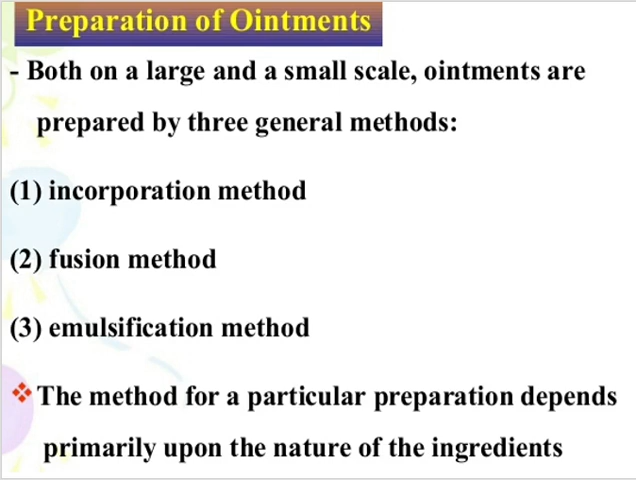 Preparation of Ointments
- Both on a large and a small scale, ointments are
prepared by three general methods:
(1) incorporation method
(2) fusion method
(3) emulsification method
❖ The method for a particular preparation depends
primarily upon the nature of the ingredients